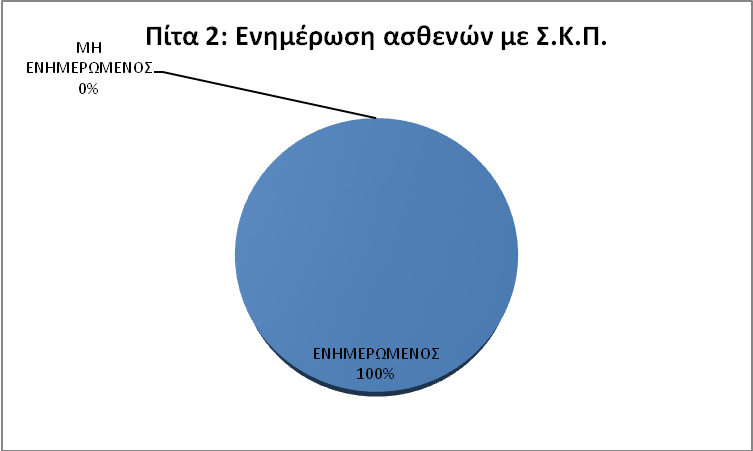 Πίτα 2: Ενημέρωση ασθενών με Σ.Κ.Π.
ΜΗ
ΕΝΗΜΕΡΩΜΕΝΟΣ
0%
ΕΝΗΜΕΡΩΜΕΝΟΣ
100%